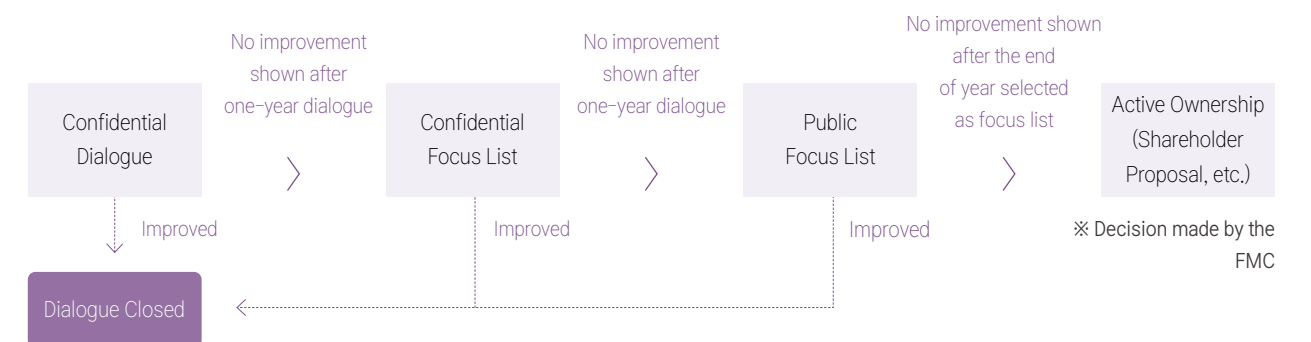 Confidential
Dialogue
No improvement
shown after
one-year dialogue
Confidential
Focus List
No improvement
shown after
one-year dialogue
Public
Focus List
No improvement shown
after the end
of year selected
as focus list
Active Ownership
(Shareholder
Proposal, etc.)
Improved
Improved
Improved
※ Decision made by the
FMC
Dialogue Closed